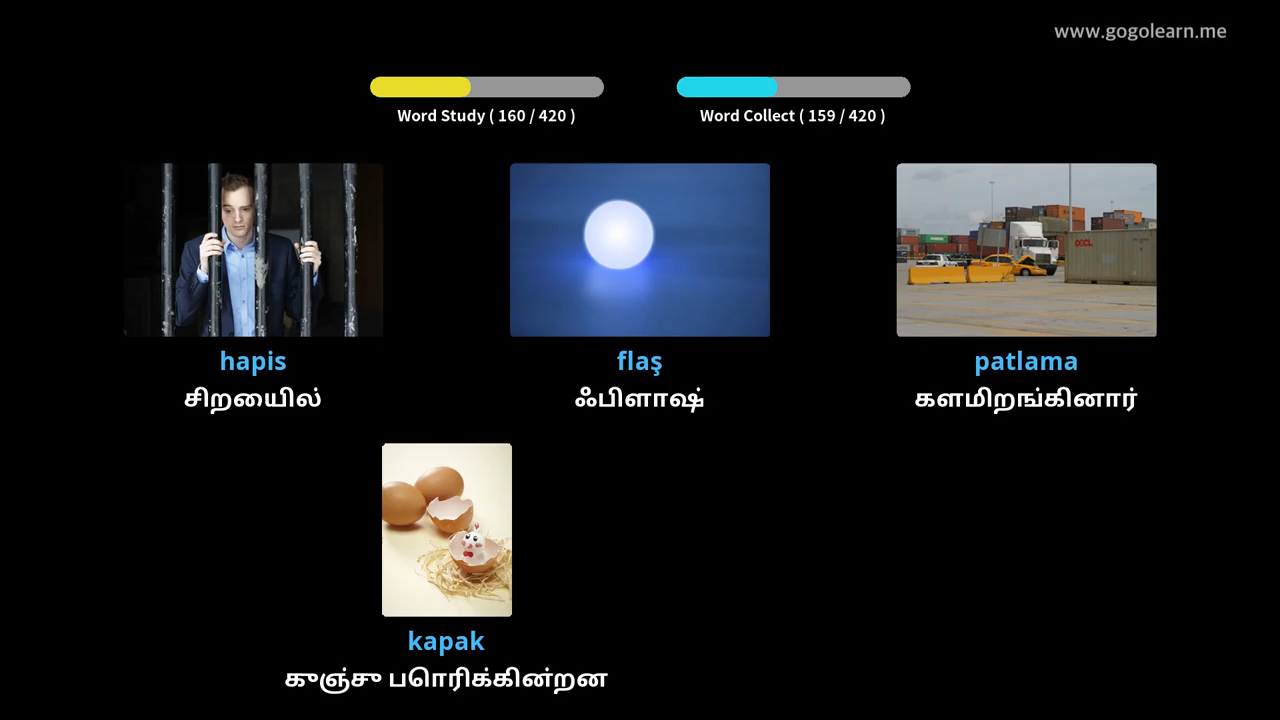 www.gogolearn.me
Word Study ( 160 / 420 )
Word Collect ( 159 / 420 )
hapis
flaş
patlama
சிறையில்
ஃபிளாஷ்
களமிறங்கினார்
kapak
குஞ்சு பொரிக்கின்றன